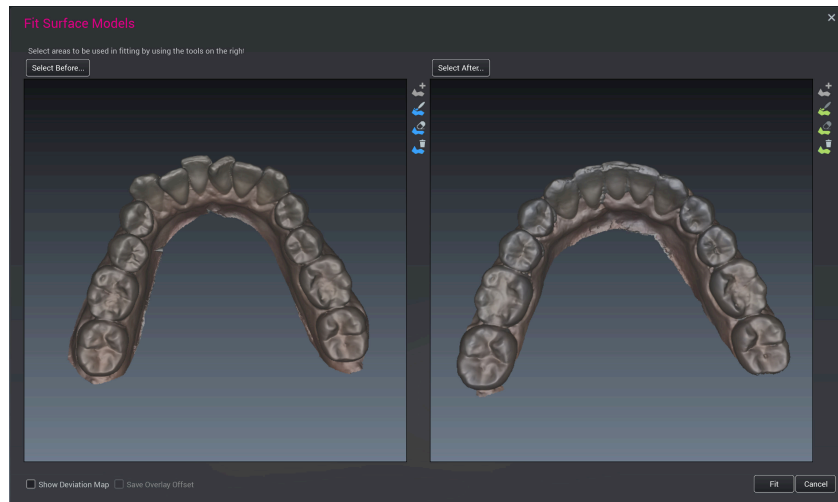 Fit Surface Models
Select areas to be used in fitting by using the tools on the righ
Select Before...
Select After...
Show Deviation Map
Save Overlay Offset
Fit
Cancel